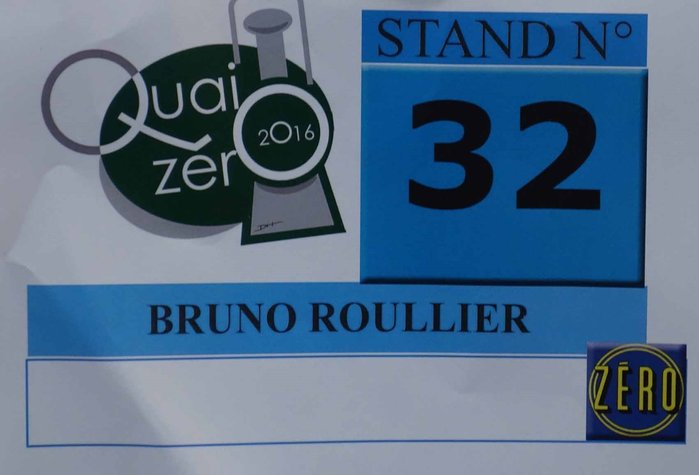 Quai
zéro
2016
STAND N°
32
BRUNO ROULLIER
ZÉRO